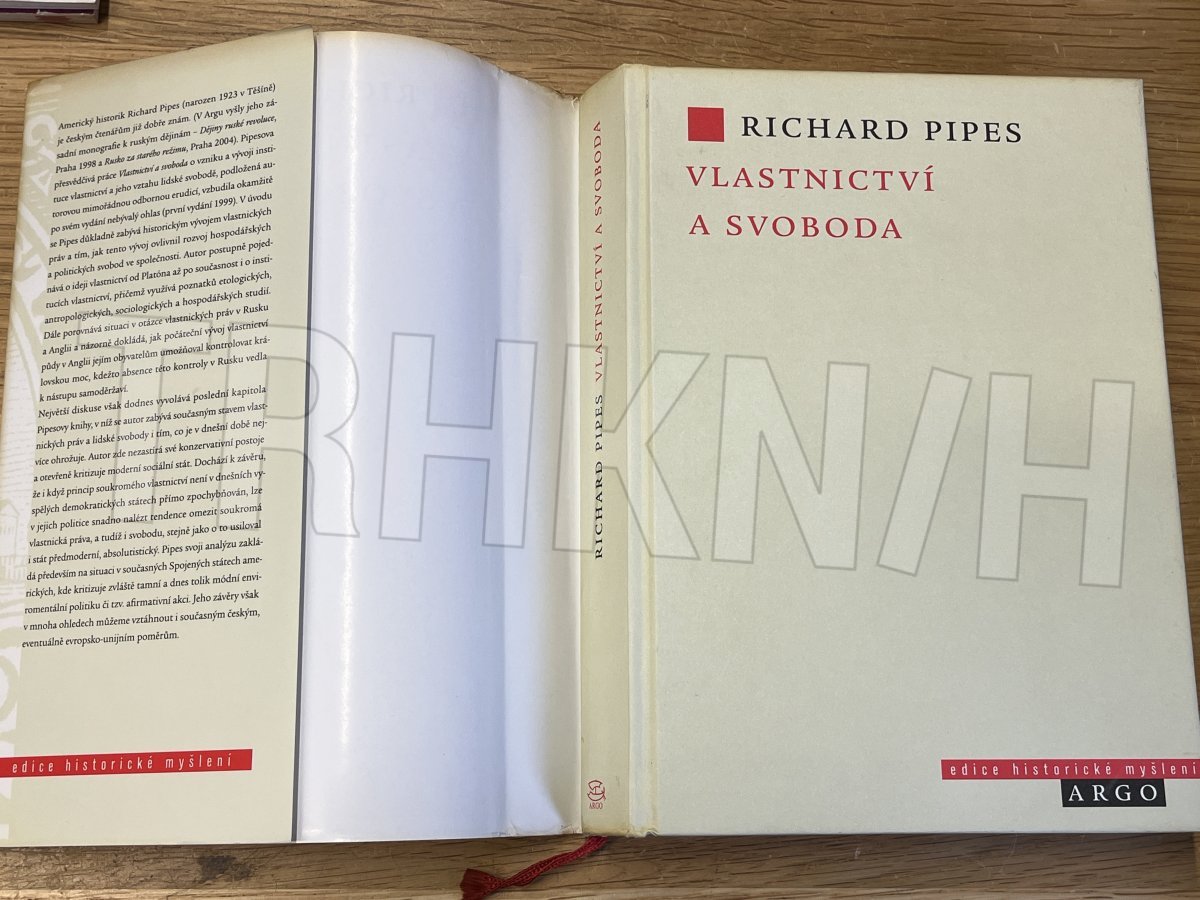 Americký historik Richard Pipes (narozen 1923 v Těšíně)
je českým čtenářům již dobře znám. (V Argu vyšly jeho zá-
sadní monografie k ruským dějinám – Dějiny ruské revoluce,
Praha 1998 a Rusko za starého režimu, Praha 2004). Pipesova
přesvědčivá práce Vlastnictví a svoboda o vzniku a vývoji insti-
tuce vlastnictví a jeho vztahu lidské svobodě, podložená au-
torovou mimořádnou odbornou erudicí, vzbudila okamžitě
po svém vydání nebývalý ohlas (první vydání 1999). V úvodu
se Pipes důkladně zabývá historickým vývojem vlastnických
práv a tím, jak tento vývoj ovlivnil rozvoj hospodářských
a politických svobod ve společnosti. Autor postupně pojed-
nává o ideji vlastnictví od Platóna až po současnost i o insti-
tucích vlastnictví, přičemž využívá poznatků etologických,
antropologických, sociologických a hospodářských studií.
Dále porovnává situaci v otázce vlastnických práv v Rusku
a Anglii a názorně dokládá, jak počáteční vývoj vlastnictví
půdy v Anglii jejím obyvatelům umožňoval kontrolovat krá-
lovskou moc, kdežto absence této kontroly v Rusku vedla
k nástupu samoděržaví.
Největší diskuse však dodnes vyvolává poslední kapitola
Pipesovy knihy, v níž se autor zabývá současným stavem vlast-
nických práv a lidské svobody i tím, co je v dnešní době nej-
více ohrožuje. Autor zde nezastírá své konzervativní postoje
a otevřeně kritizuje moderní sociální stát. Dochází k závěru,
že i když princip soukromého vlastnictví není v dnešních vy-
spělých demokratických státech přímo zpochybňován, lze
v jejich politice snadno nalézt tendence omezit soukromá
vlastnická práva, a tudíž i svobodu, stejně jako o to usiloval
i stát předmoderní, absolutistický. Pipes svoji analýzu zaklá-
dá především na situaci v současných Spojených státech ame-
rických, kde kritizuje zvláště tamní a dnes tolik módní envi-
romentální politiku či tzv. afirmativní akci. Jeho závěry však
v mnoha ohledech můžeme vztáhnout i současným českým,
eventuálně evropsko-unijním poměrům.
edice historické myšlení
RICHARD PIPES VLASTNICTVÍ A SVOBODA
ARGO
RICHARD PIPES
VLASTNICTVÍ
A SVOBODA
edice historické myšlení
ARGO
TRHKN/H